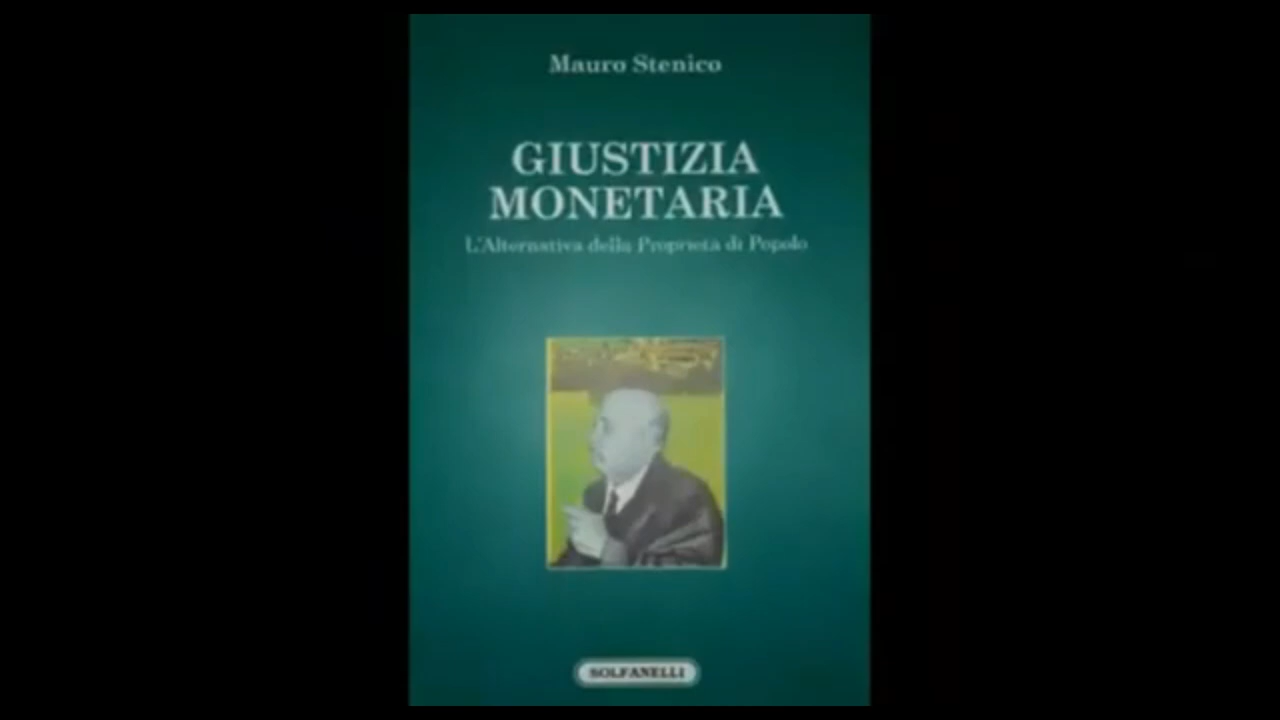 Mauro Stenico
GIUSTIZIA
MONETARIA
L'Alternativa della Proprietà di Popolo
SOLFANELLI